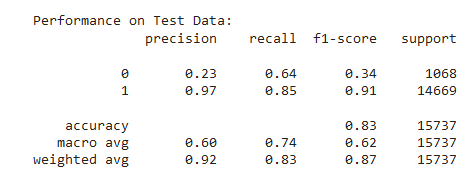 Performance on Test Data:
precision recall f1-score support
0 0.23 0.64 0.34 1068
1 0.97 0.85 0.91 14669
accuracy 0.83 15737
macro avg 0.60 0.74 0.62 15737
weighted avg 0.92 0.83 0.87 15737